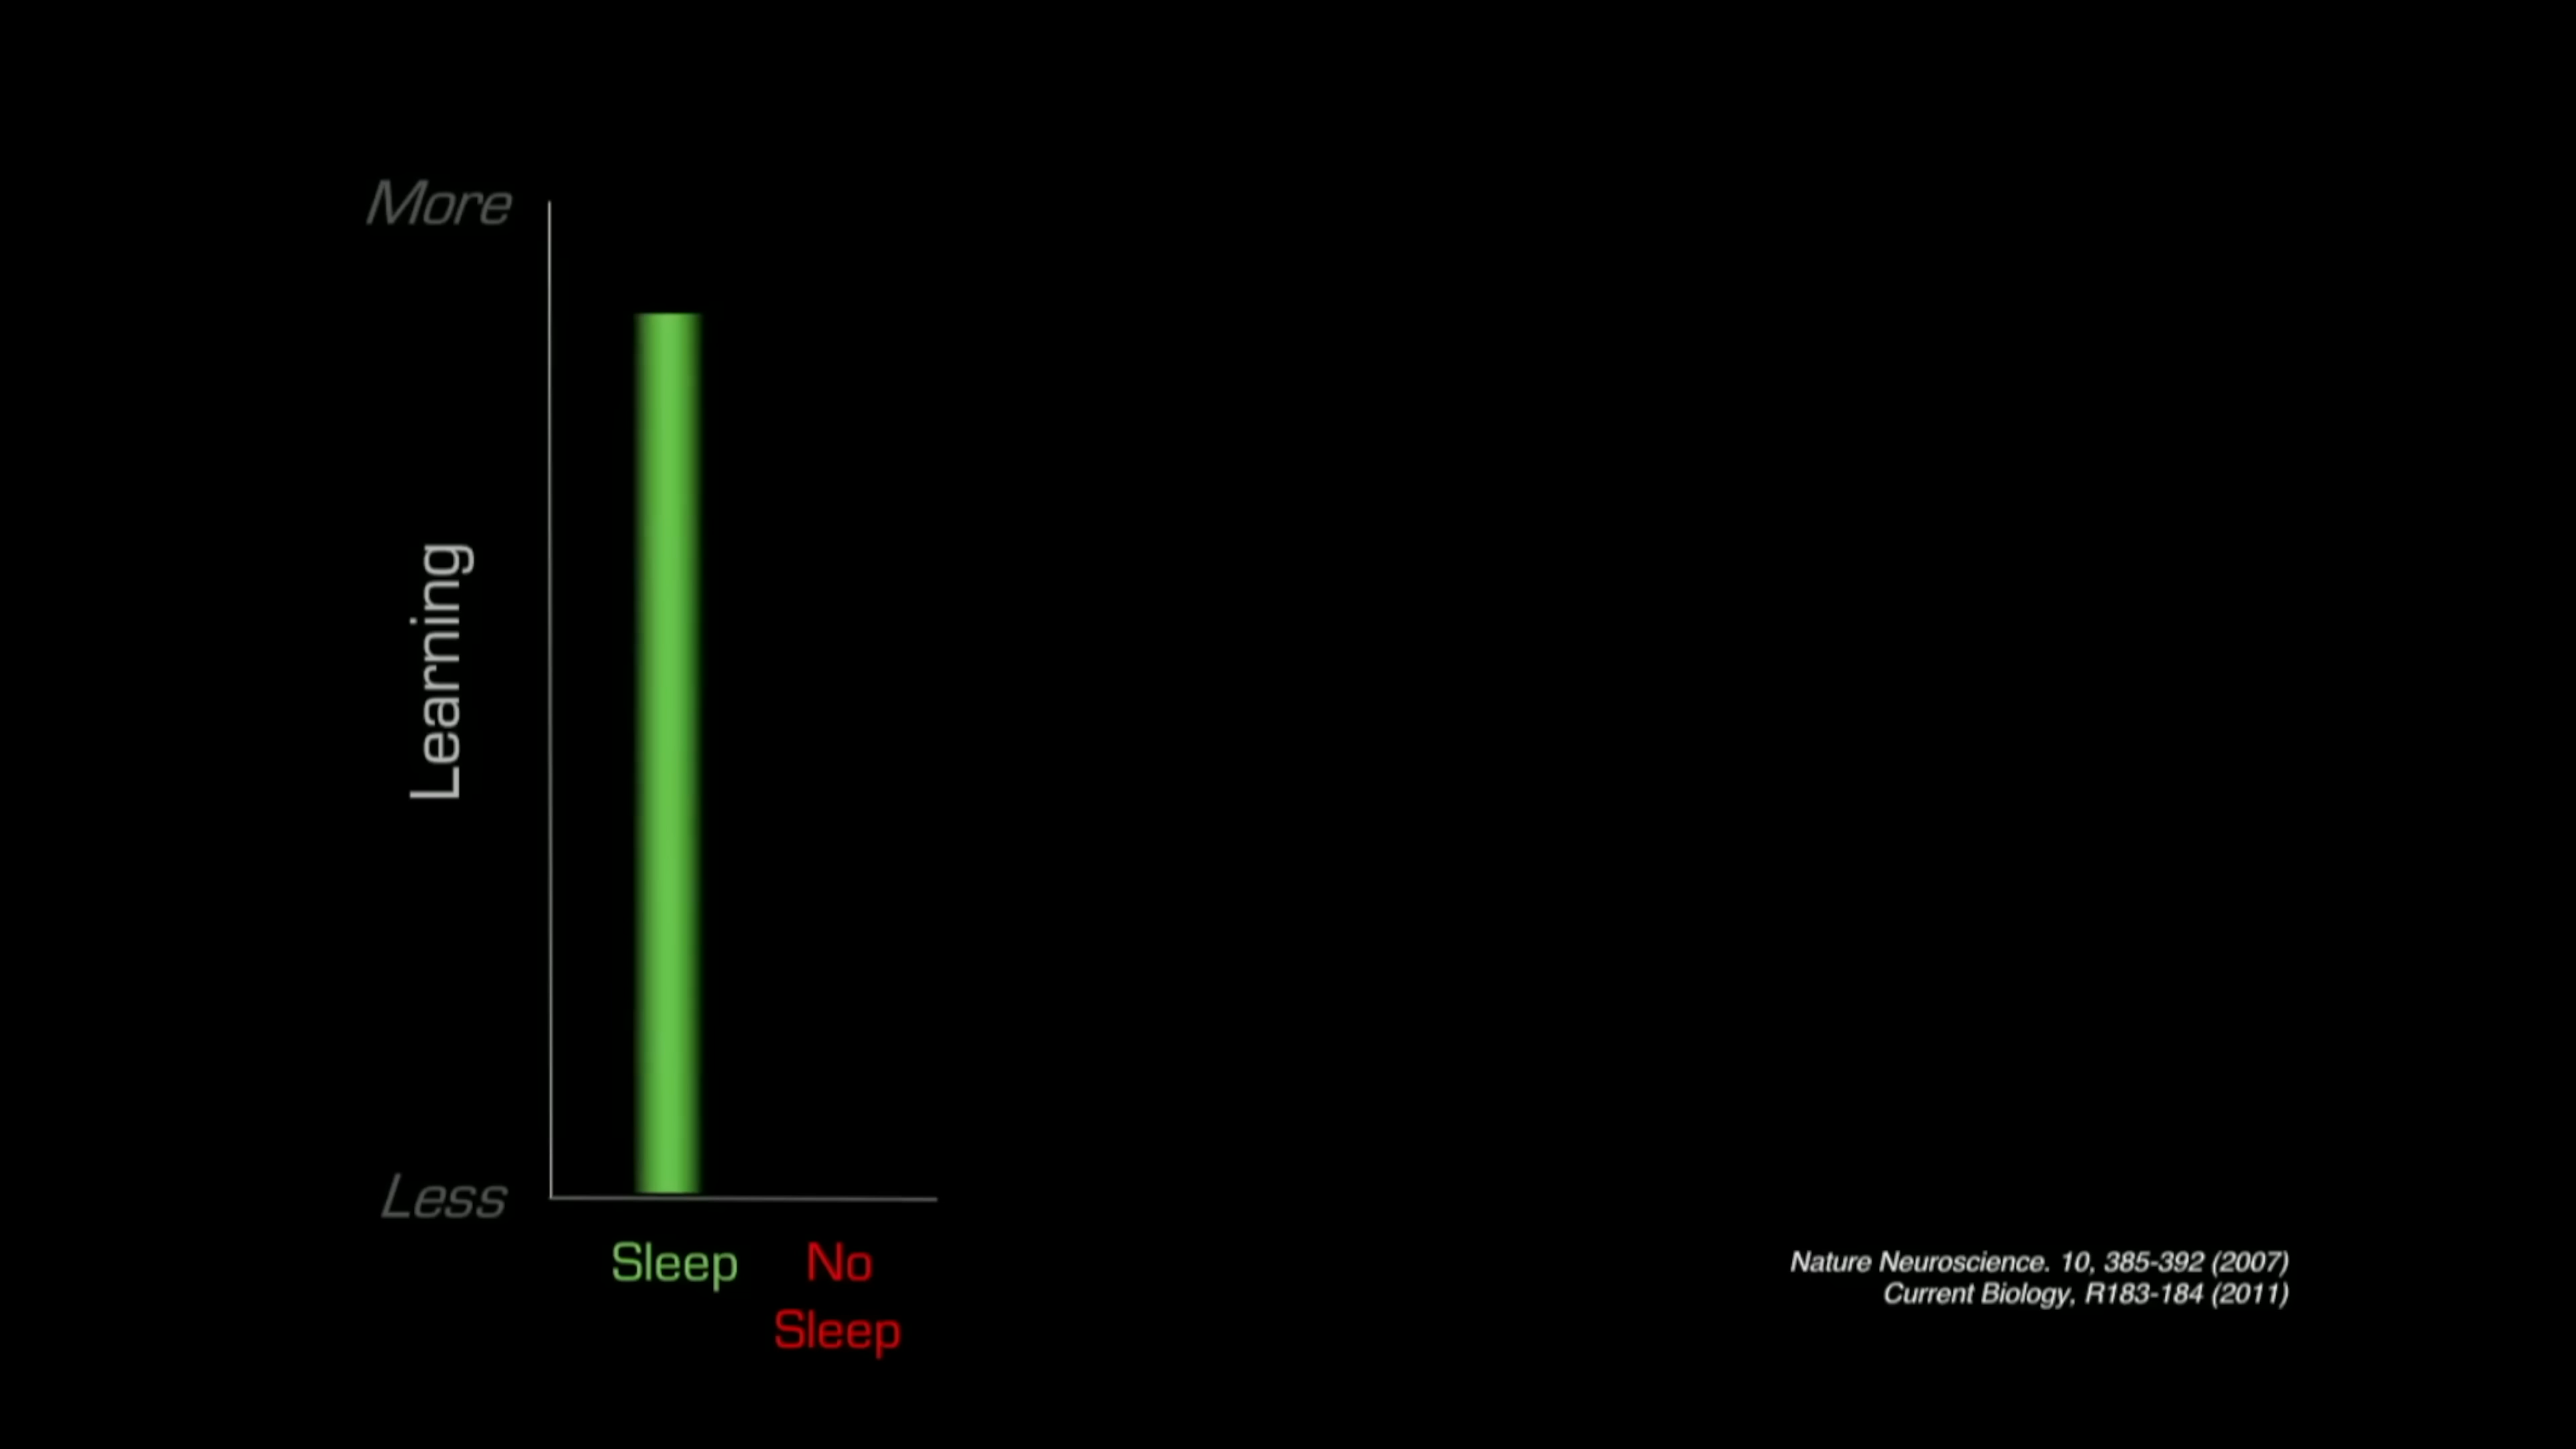 More
Learning
Less
Sleep
No
Sleep
Nature Neuroscience. 10, 385-392 (2007)
Current Biology, R183-184 (2011)